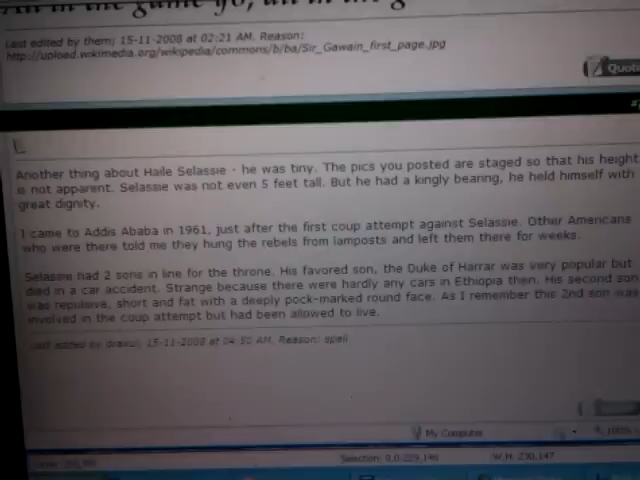 Last edited by them; 15-11-2008 at 02:21 AM. Reason:
http://upload.wikimedia.org/wikipedia/commons/b/ba/Sir_Gawain_first_page.jpg
Another thing about Haile Selassie - he was tiny. The pics you posted are staged so that his height
is not apparent. Selassie was not even 5 feet tall. But he had a kingly bearing, he held himself with
great dignity.
I came to Addis Ababa in 1961, just after the first coup attempt against Selassie. Other Americans
who were there told me they hung the rebels from lamposts and left them there for weeks.
Selassie had 2 sons in line for the throne. His favored son, the Duke of Harrar was very popular but
died in a car accident. Strange because there were hardly any cars in Ethiopia then. His second son
was repulsive, short and fat with a deeply pock-marked round face. As I remember this 2nd son was
involved in the coup attempt but had been allowed to live.
Last edited by drawul; 15-11-2008 at 04:50 AM. Reason: spell
My Computer
100%
Selection: 0,0-229,146
W,H: 230,147